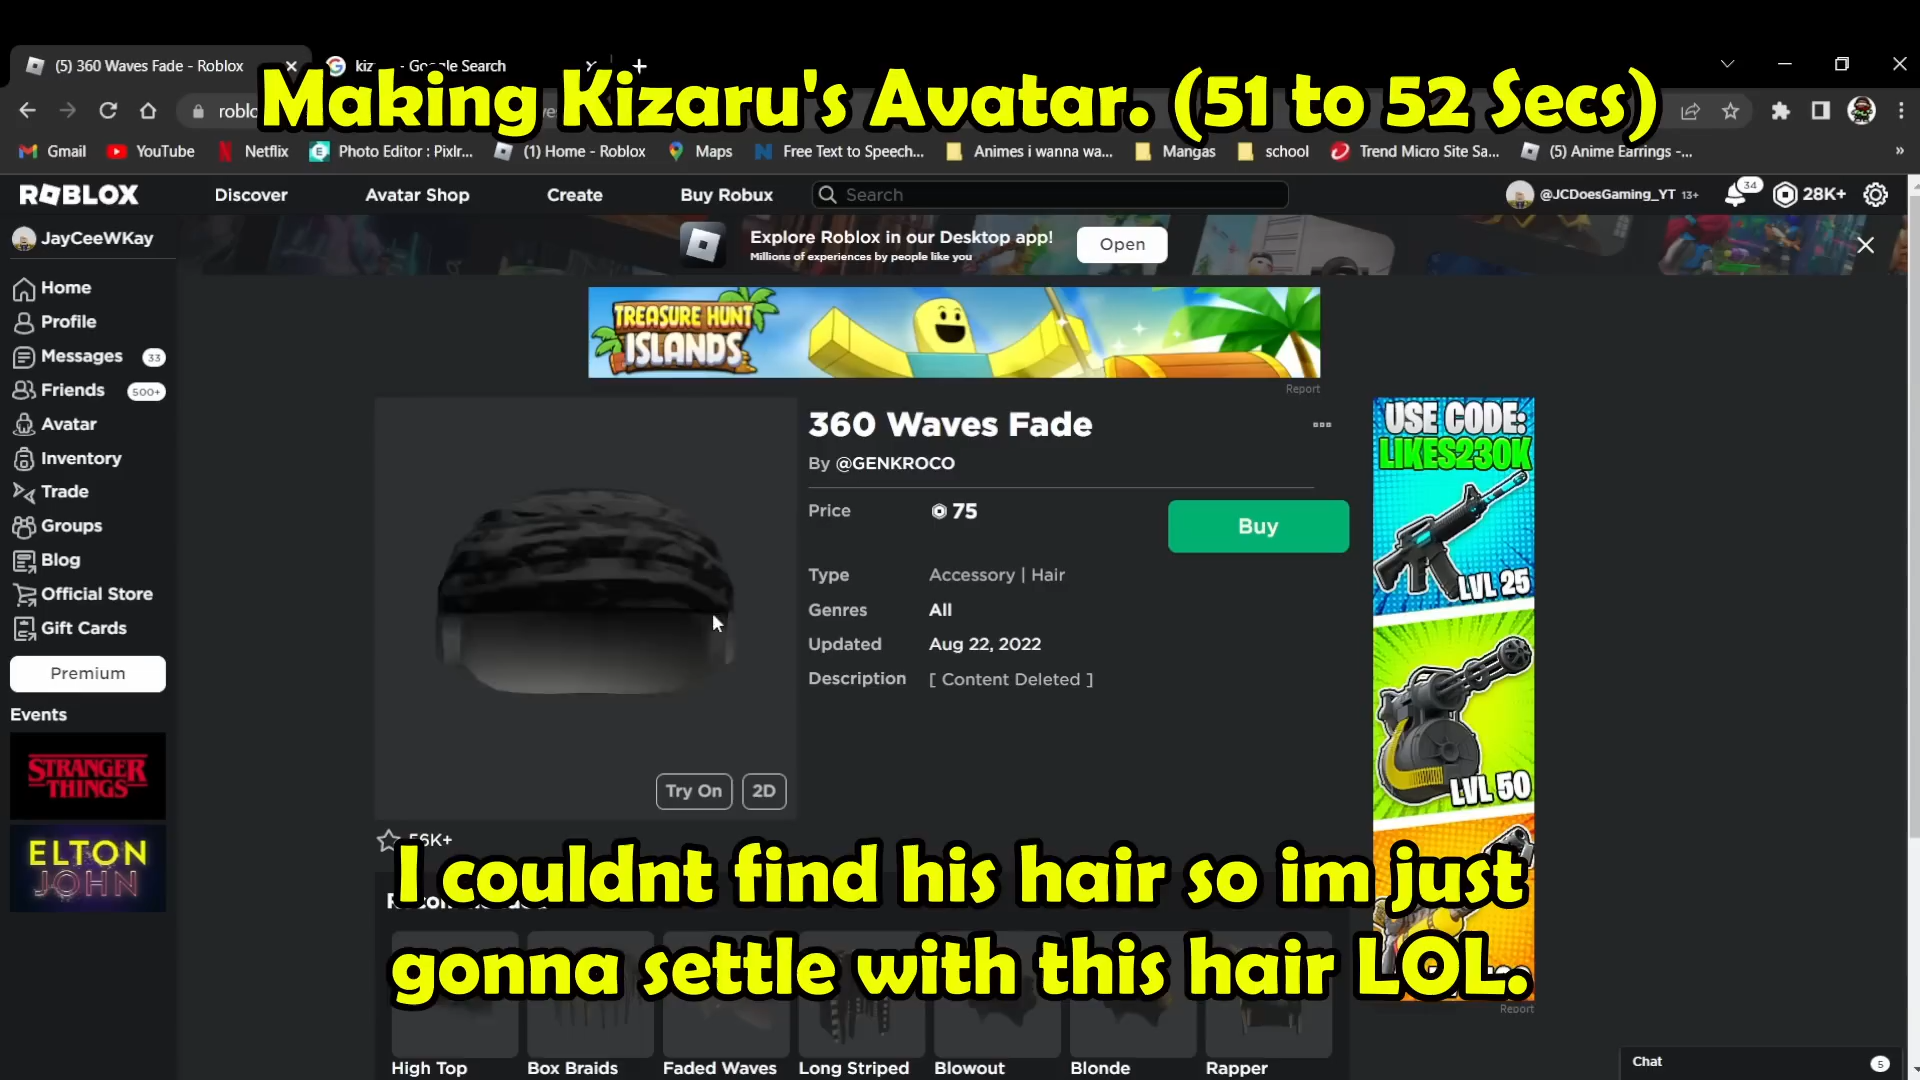 (5) 360 Waves Fade - Roblox
Google Search
Making Kizaru's Avatar. (51 to 52 Secs)
Gmail
YouTube
Netflix
Photo Editor : Pixlr...
(1) Home - Roblox
Maps
Free Text to Speech...
Animes i wanna wa...
Mangas
school
Trend Micro Site Sa...
(5) Anime Earrings -...
»
ROBLOX
Discover
Avatar Shop
Create
Buy Robux
Search
@JCDoesGaming_YT 13+
34
28K+
JayCeeWKay
Explore Roblox in our Desktop app!
Millions of experiences by people like you
Open
Home
Profile
Messages 33
Friends 500+
Avatar
Inventory
Trade
Groups
Blog
Official Store
Gift Cards
Premium
Events
STRANGER
THINGS
ELTON
JOHN
TREASURE HUNT
ISLANDS
Report
360 Waves Fade
By @GENKROCO
Price 75
Buy
Type Accessory | Hair
Genres All
Updated Aug 22, 2022
Description [ Content Deleted ]
Try On
2D
56K+
USE CODE:
LIKES230K
LVL 25
LVL 50
Report
I couldnt find his hair so im just
gonna settle with this hair LOL.
High Top
Box Braids
Faded Waves
Long Striped
Blowout
Blonde
Rapper
Chat 5